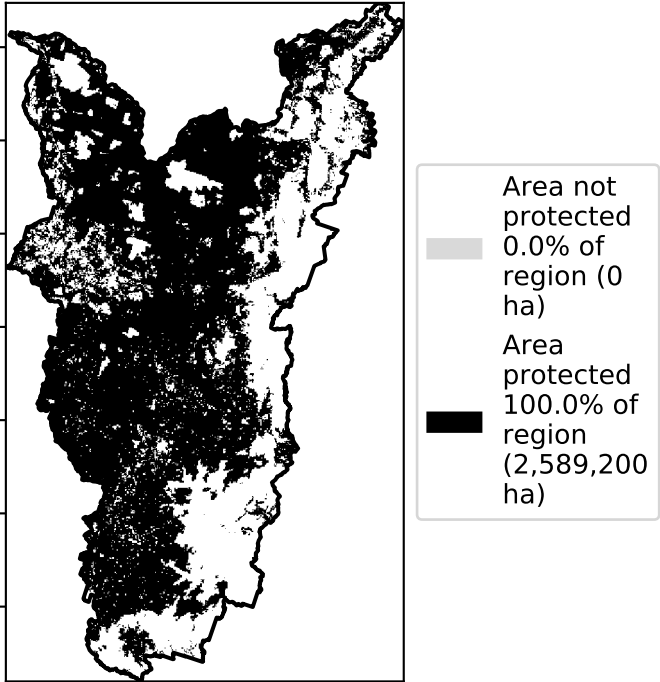 Area not
protected
0.0% of
region (0
ha)
Area
protected
100.0% of
region
(2,589,200
ha)